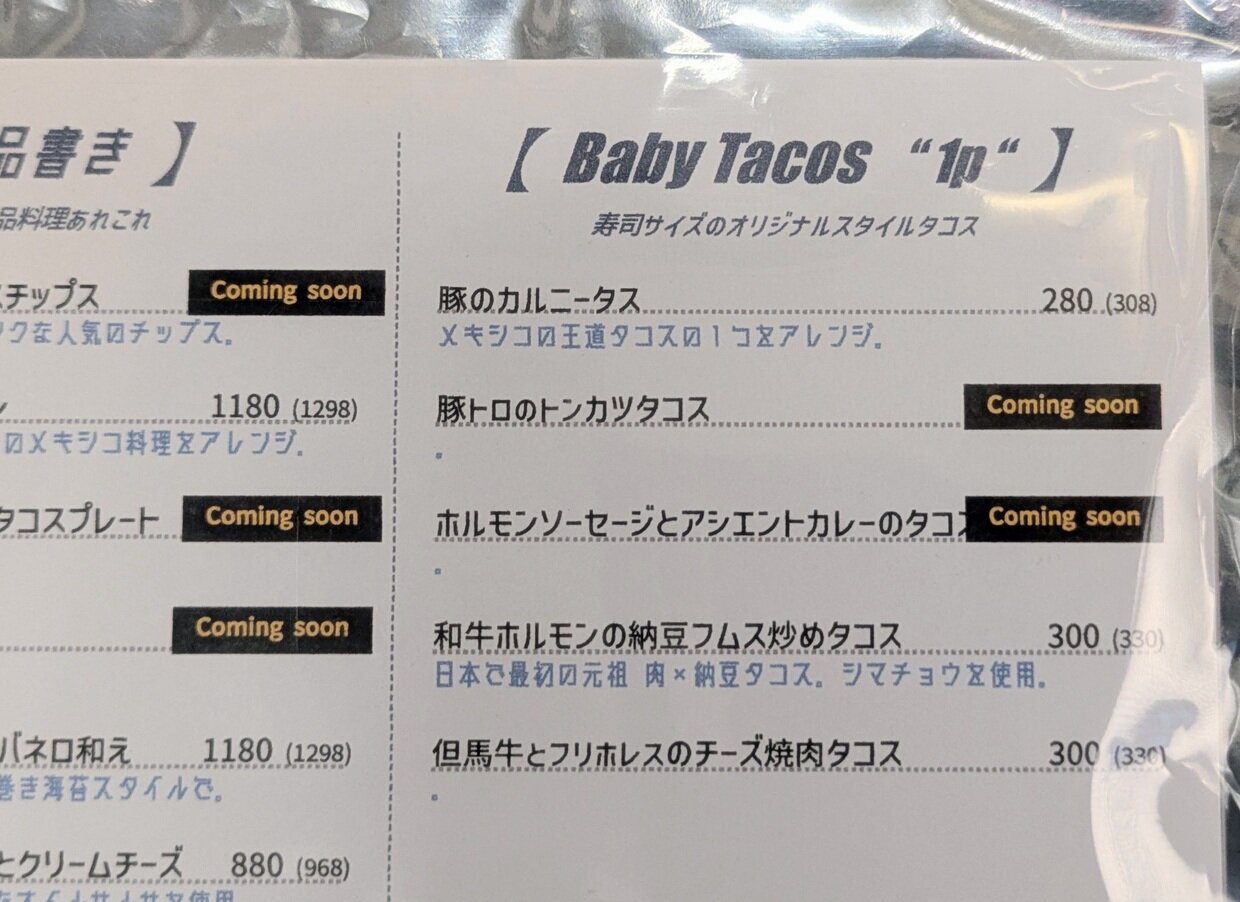 品書き 】
品料理あれこれ
チップス Coming soon
ックな人気のチップス。
1180 (1298)
のメキシコ料理をアレンジ。
タコスプレート Coming soon
Coming soon
バネロ和え 1180 (1298)
巻き海苔スタイルで。
とクリームチーズ 880 (968)
を使用
【 Baby Tacos “1p“ 】
寿司サイズのオリジナルスタイルタコス
豚のカルニータス 280 (308)
メキシコの王道タコスの1つをアレンジ。
豚トロのトンカツタコス Coming soon
。
ホルモンソーセージとアシエントカレーのタコス Coming soon
。
和牛ホルモンの納豆フムス炒めタコス 300 (330)
日本で最初の元祖 肉×納豆タコス。シマチョウを使用。
但馬牛とフリホレスのチーズ焼肉タコス 300 (330)
。